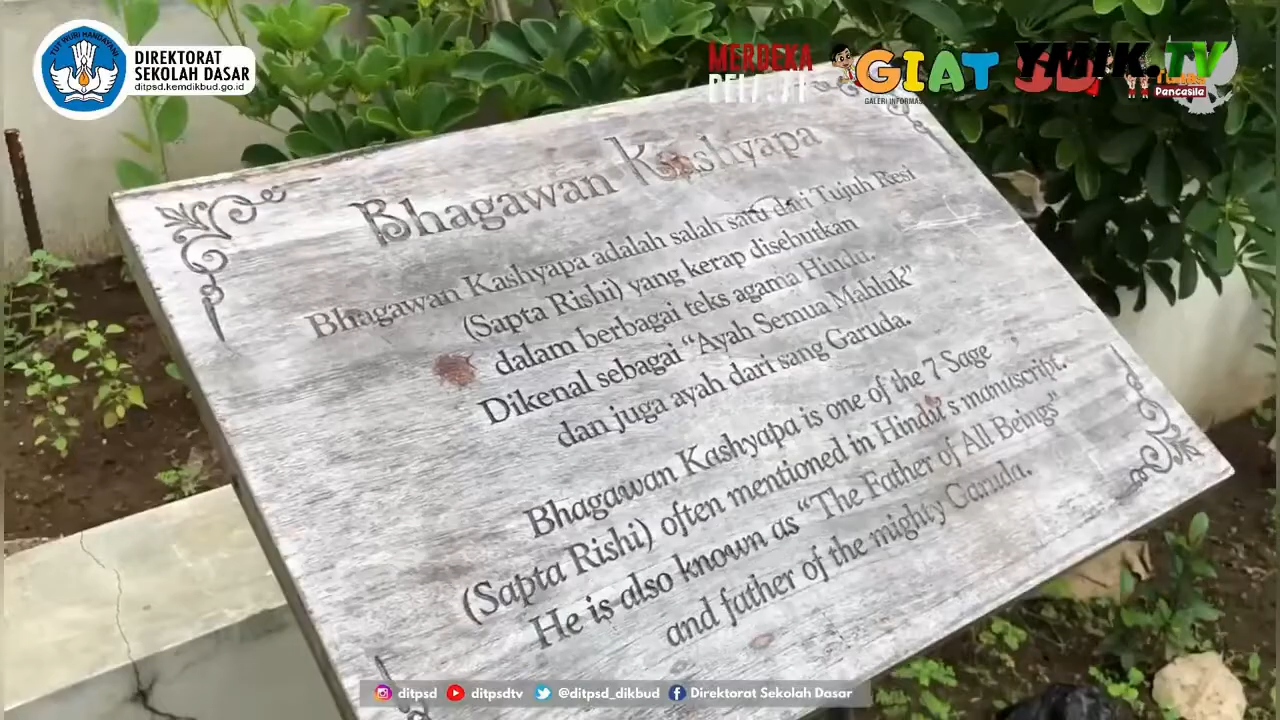 TUT WURI HANDAYANI
DIREKTORAT
SEKOLAH DASAR
ditpsd.kemdikbud.go.id
MERDEKA
GIAT
GALERI INFORMASI
YMIK.TV
Pancasila
Bhagawan Kashyapa
Bhagawan Kashyapa adalah salah satu dari Tujuh Resi
(Sapta Rishi) yang kerap disebutkan
dalam berbagai teks agama Hindu.
Dikenal sebagai “Ayah Semua Mahluk”
dan juga ayah dari sang Garuda.
Bhagawan Kashyapa is one of the 7 Sage
(Sapta Rishi) often mentioned in Hindu's manuscript.
He is also known as “The Father of All Beings”
and father of the mighty Garuda.
ditpsd ditpsdtv @ditpsd_dikbud Direktorat Sekolah Dasar